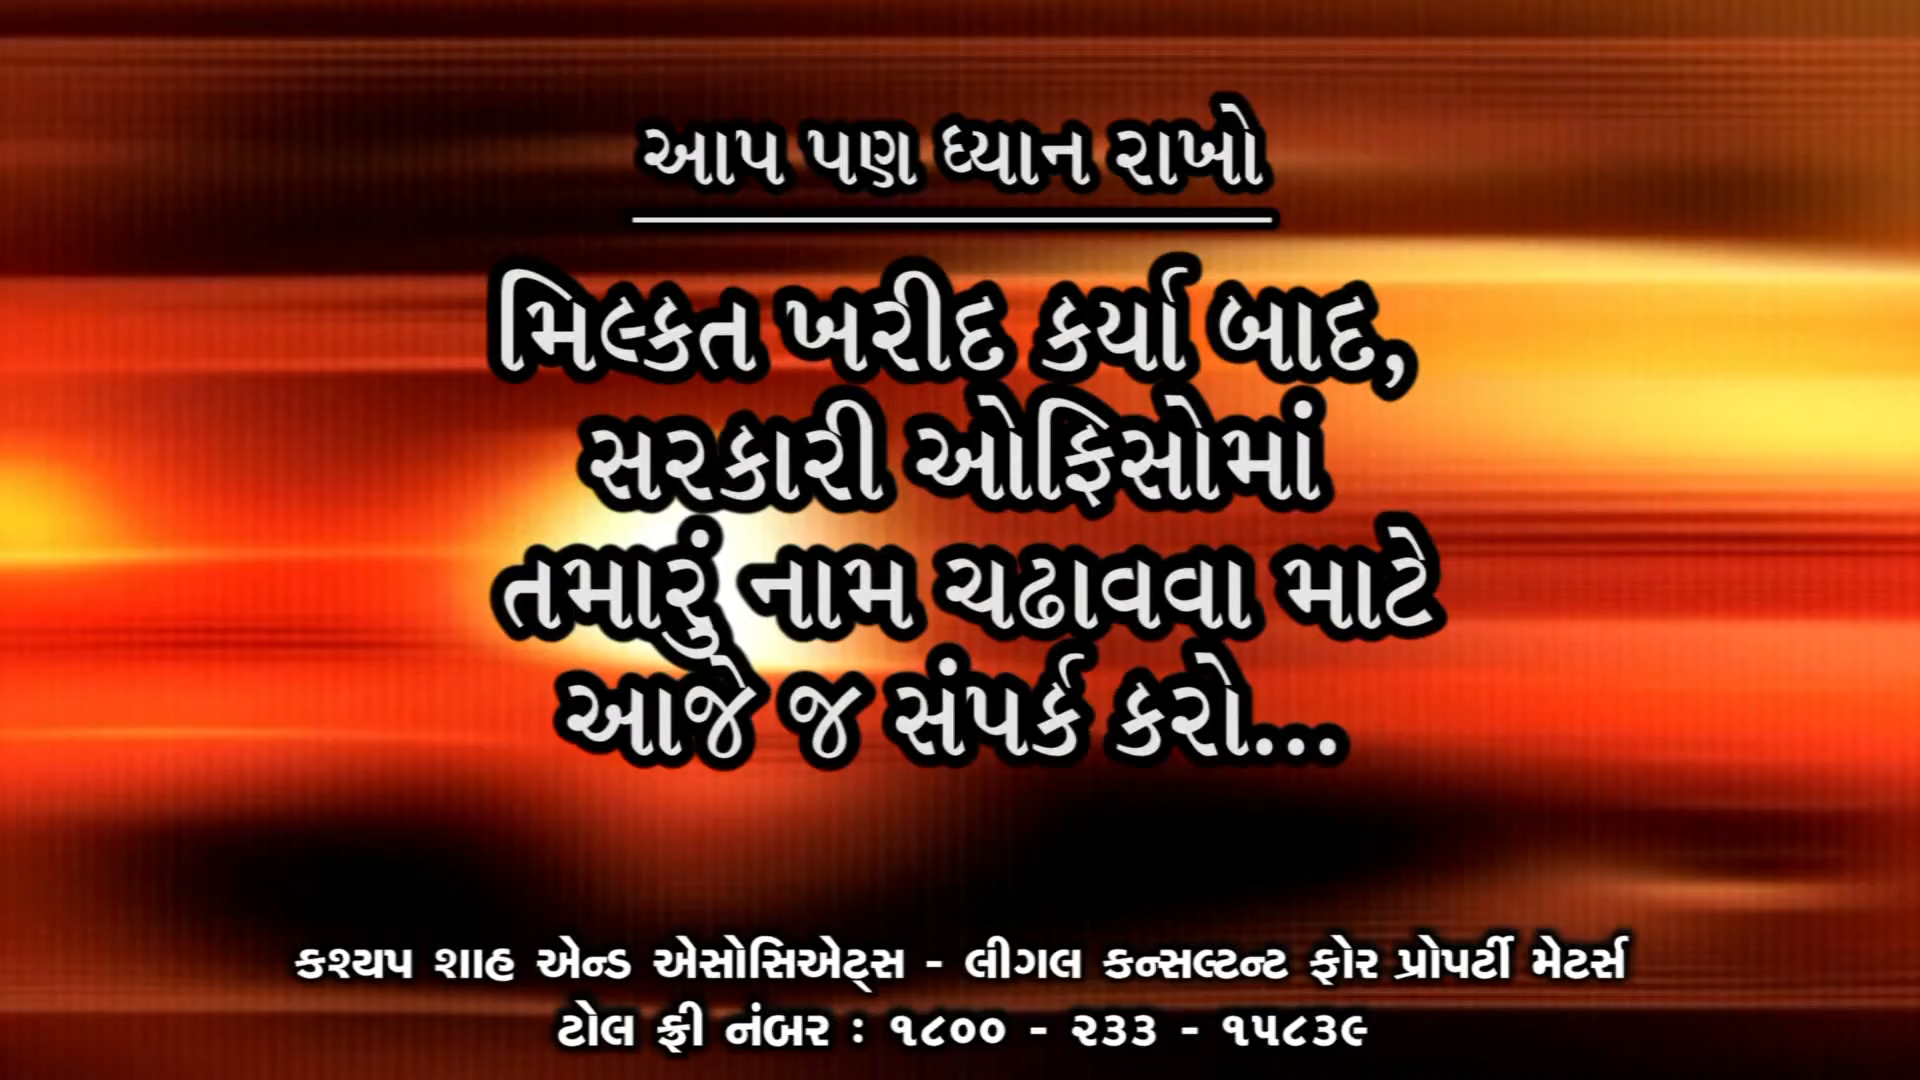 આપ પણ ધ્યાન રાખો
મિલ્કત ખરીદ કર્યા બાદ,
સરકારી ઓફિસોમાં
તમારું નામ ચઢાવવા માટે
આજે જ સંપર્ક કરો...
કશ્યપ શાહ એન્ડ એસોસિએટ્સ - લીગલ કન્સલ્ટન્ટ ફોર પ્રોપર્ટી મેટર્સ
ટોલ ફ્રી નંબર : ૧૮૦૦ - ૨૩૩ - ૧૫૮૩૯